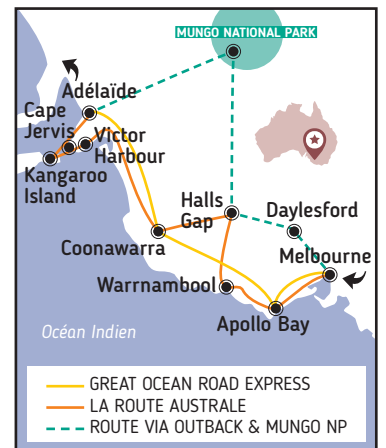 MUNGO NATIONAL PARK
Adélaïde
Cape
Jervis
Victor
Harbour
Kangaroo
Island
Halls
Gap
Daylesford
Coonawarra
Melbourne
Warrnambool
Apollo Bay
Océan Indien
GREAT OCEAN ROAD EXPRESS
LA ROUTE AUSTRALE
ROUTE VIA OUTBACK & MUNGO NP